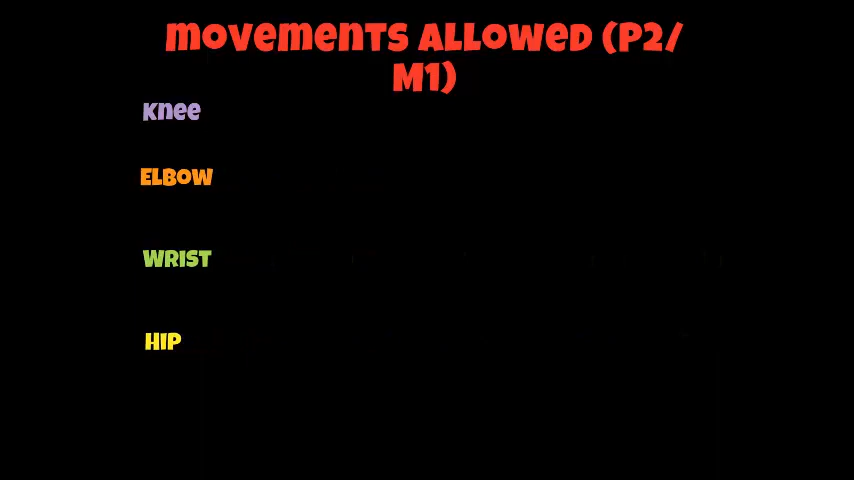 movements Allowed (P2/
M1)
Knee
ELBOW
WRIST
HIP